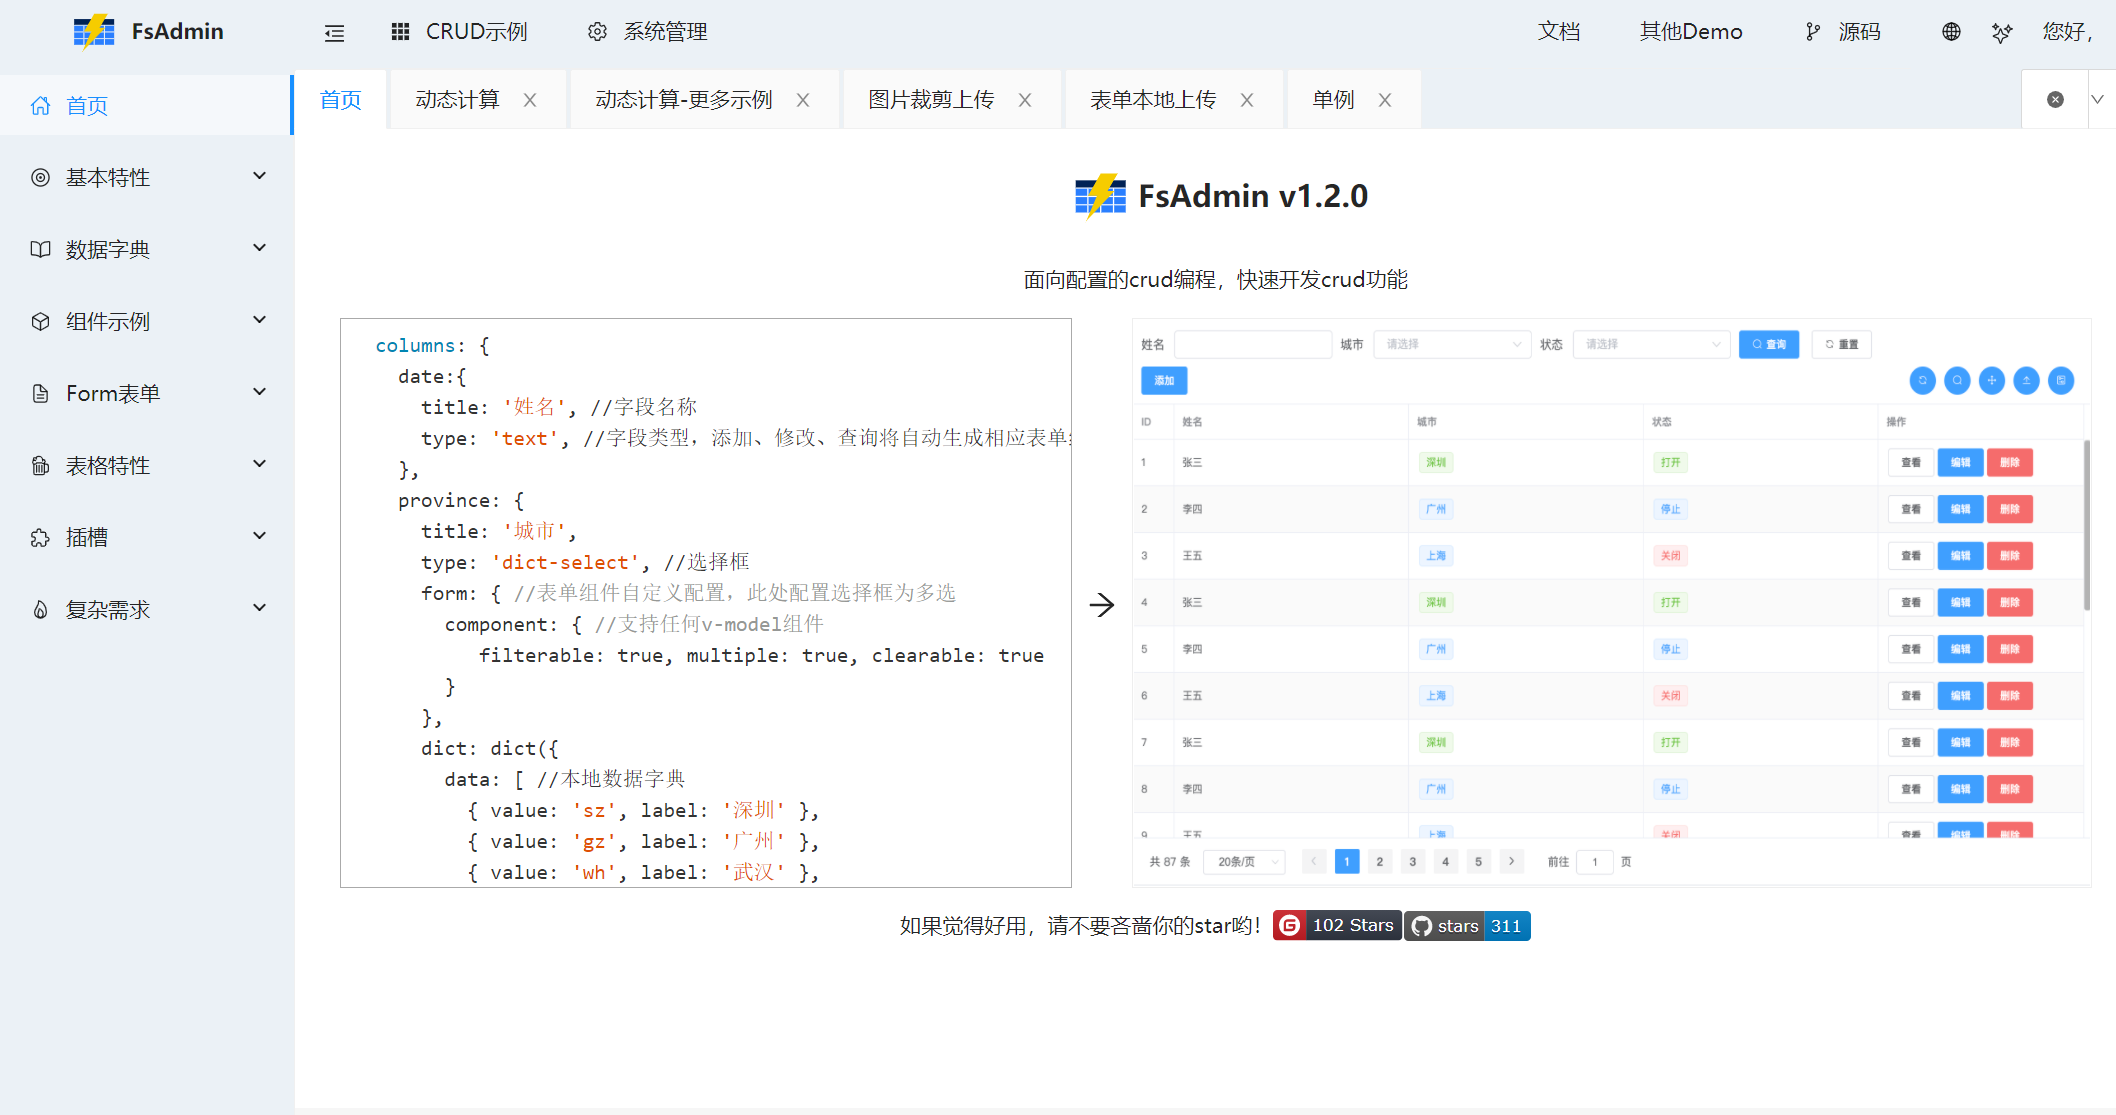 FsAdmin
CRUD示例
系统管理
文档
其他Demo
源码
您好,
首页
基本特性
数据字典
组件示例
Form表单
表格特性
插槽
复杂需求
首页
动态计算
动态计算-更多示例
图片裁剪上传
表单本地上传
单例
FsAdmin v1.2.0
面向配置的crud编程，快速开发crud功能
columns: {
date:{
title: '姓名', //字段名称
type: 'text', //字段类型，添加、修改、查询将自动生成相应表单
},
province: {
title: '城市',
type: 'dict-select', //选择框
form: { //表单组件自定义配置，此处配置选择框为多选
component: { //支持任何v-model组件
filterable: true, multiple: true, clearable: true
}
},
dict: dict({
data: [ //本地数据字典
{ value: 'sz', label: '深圳' },
{ value: 'gz', label: '广州' },
{ value: 'wh', label: '武汉' },
姓名 城市 请选择 状态 请选择 查询 重置
添加
ID 姓名 城市 状态 操作
1 张三 深圳 打开 查看 编辑 删除
2 李四 广州 停止 查看 编辑 删除
3 王五 上海 关闭 查看 编辑 删除
4 张三 深圳 打开 查看 编辑 删除
5 李四 广州 停止 查看 编辑 删除
6 王五 上海 关闭 查看 编辑 删除
7 张三 深圳 打开 查看 编辑 删除
8 李四 广州 停止 查看 编辑 删除
9 王五 上海 关闭 查看 编辑 删除
共 87 条 20条/页 1 2 3 4 5 前往 1 页
如果觉得好用，请不要吝啬你的star哟！ 102 Stars stars 311